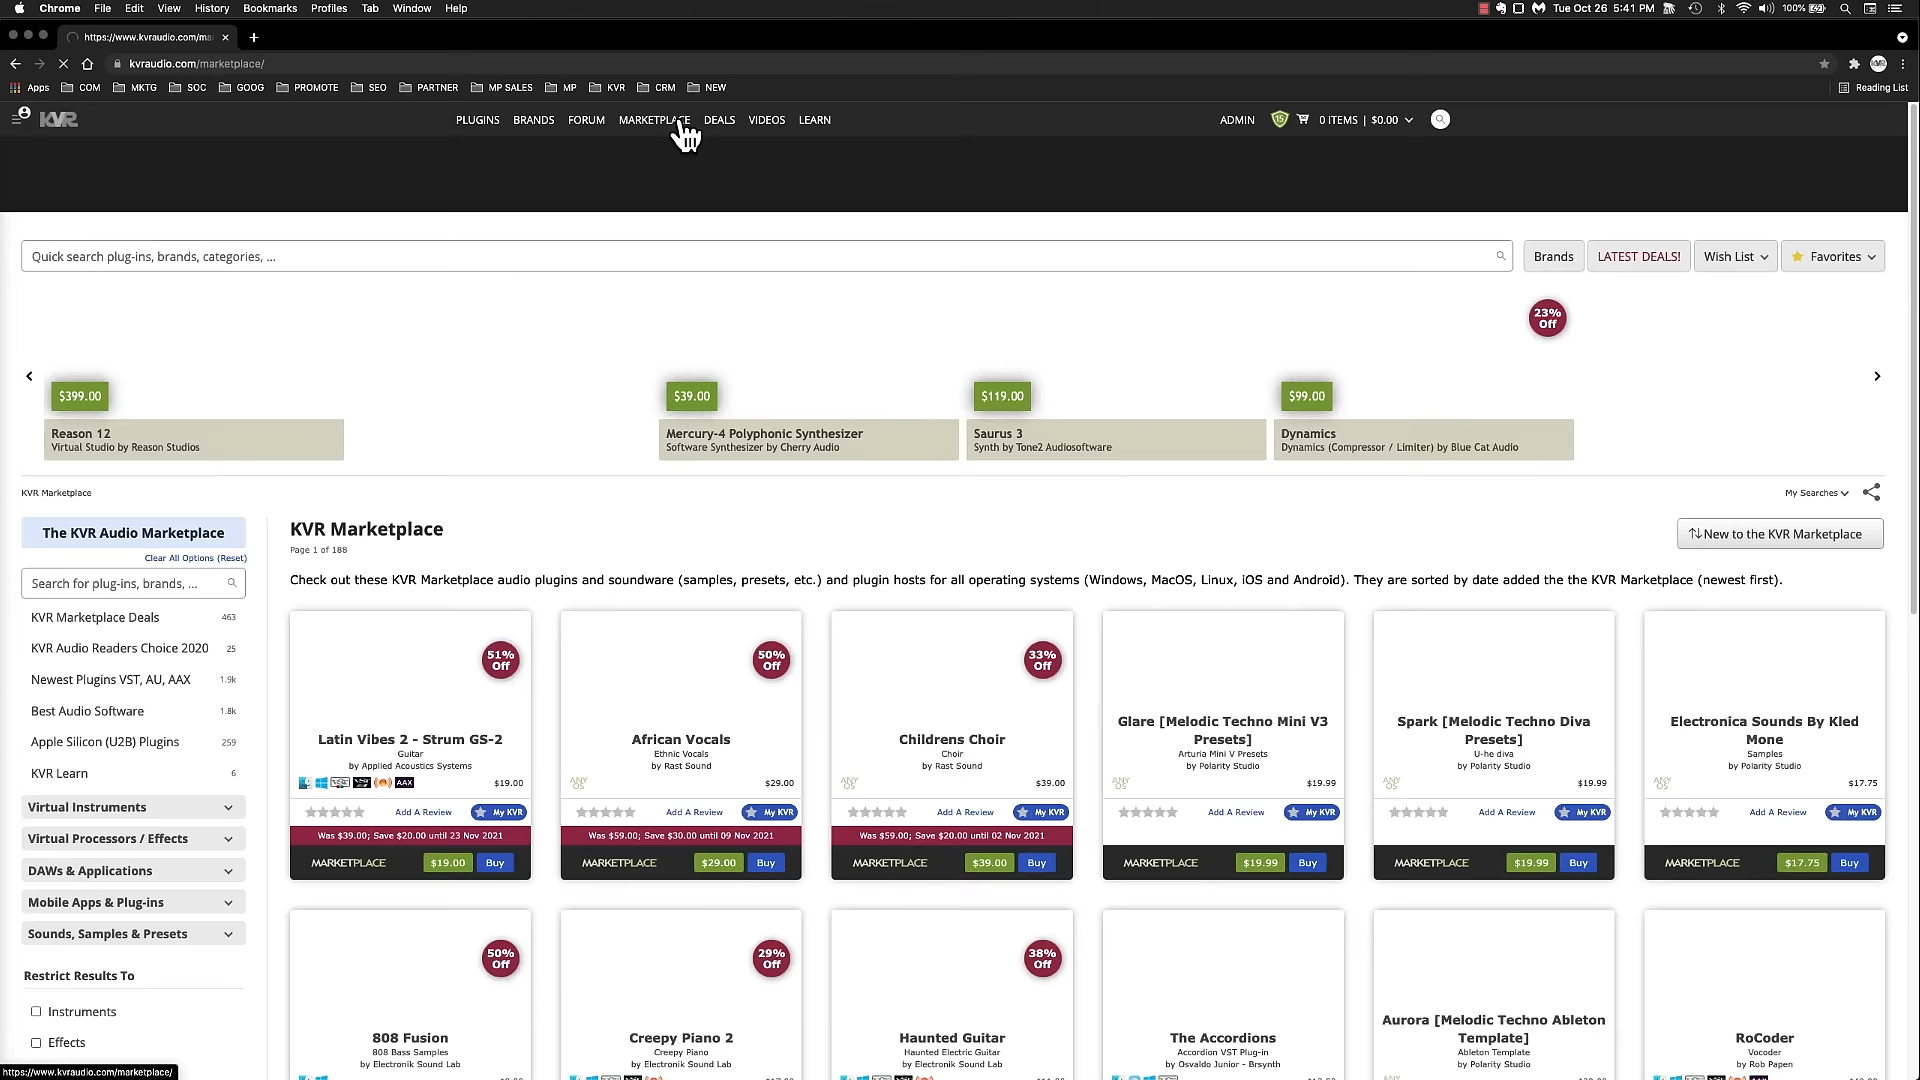 Chrome File Edit View History Bookmarks Profiles Tab Window Help
Tue Oct 26 5:41 PM 100%
https://www.kvraudio.com/ma
kvraudio.com/marketplace/
Apps COM MKTG SOC GOOG PROMOTE SEO PARTNER MP SALES MP KVR CRM NEW Reading List
KVR PLUGINS BRANDS FORUM MARKETPLACE DEALS VIDEOS LEARN ADMIN 15 0 ITEMS | $0.00
Quick search plug-ins, brands, categories, ... Brands LATEST DEALS! Wish List Favorites
23% Off
$399.00 $39.00 $119.00 $99.00
Reason 12 Mercury-4 Polyphonic Synthesizer Saurus 3 Dynamics
Virtual Studio by Reason Studios Software Synthesizer by Cherry Audio Synth by Tone2 Audiosoftware Dynamics (Compressor / Limiter) by Blue Cat Audio
KVR Marketplace My Searches
The KVR Audio Marketplace
Clear All Options (Reset)
Search for plug-ins, brands, ...
KVR Marketplace Deals 463
KVR Audio Readers Choice 2020 25
Newest Plugins VST, AU, AAX 1.9k
Best Audio Software 1.8k
Apple Silicon (U2B) Plugins 259
KVR Learn 6
Virtual Instruments
Virtual Processors / Effects
DAWs & Applications
Mobile Apps & Plug-ins
Sounds, Samples & Presets
Restrict Results To
Instruments
Effects
https://www.kvraudio.com/marketplace/
KVR Marketplace
Page 1 of 188
New to the KVR Marketplace
Check out these KVR Marketplace audio plugins and soundware (samples, presets, etc.) and plugin hosts for all operating systems (Windows, MacOS, Linux, iOS and Android). They are sorted by date added the the KVR Marketplace (newest first).
51% Off
Latin Vibes 2 - Strum GS-2
Guitar
by Applied Acoustics Systems
AAX $19.00
Add A Review My KVR
Was $39.00; Save $20.00 until 23 Nov 2021
MARKETPLACE $19.00 Buy
50% Off
African Vocals
Ethnic Vocals
by Rast Sound
ANY OS $29.00
Add A Review My KVR
Was $59.00; Save $30.00 until 09 Nov 2021
MARKETPLACE $29.00 Buy
33% Off
Childrens Choir
Choir
by Rast Sound
ANY OS $39.00
Add A Review My KVR
Was $59.00; Save $20.00 until 02 Nov 2021
MARKETPLACE $39.00 Buy
Glare [Melodic Techno Mini V3
Presets]
Arturia Mini V Presets
by Polarity Studio
ANY OS $19.99
Add A Review My KVR
MARKETPLACE $19.99 Buy
Spark [Melodic Techno Diva
Presets]
U-he diva
by Polarity Studio
ANY OS $19.99
Add A Review My KVR
MARKETPLACE $19.99 Buy
Electronica Sounds By Kled
Mone
Samples
by Polarity Studio
ANY OS $17.75
Add A Review My KVR
MARKETPLACE $17.75 Buy
50% Off
808 Fusion
808 Bass Samples
by Electronik Sound Lab
29% Off
Creepy Piano 2
Creepy Piano
by Electronik Sound Lab
38% Off
Haunted Guitar
Haunted Electric Guitar
by Electronik Sound Lab
The Accordions
Accordion VST Plug-in
by Osvaldo Junior - Brsynth
Aurora [Melodic Techno Ableton
Template]
Ableton Template
by Polarity Studio
RoCoder
Vocoder
by Rob Papen